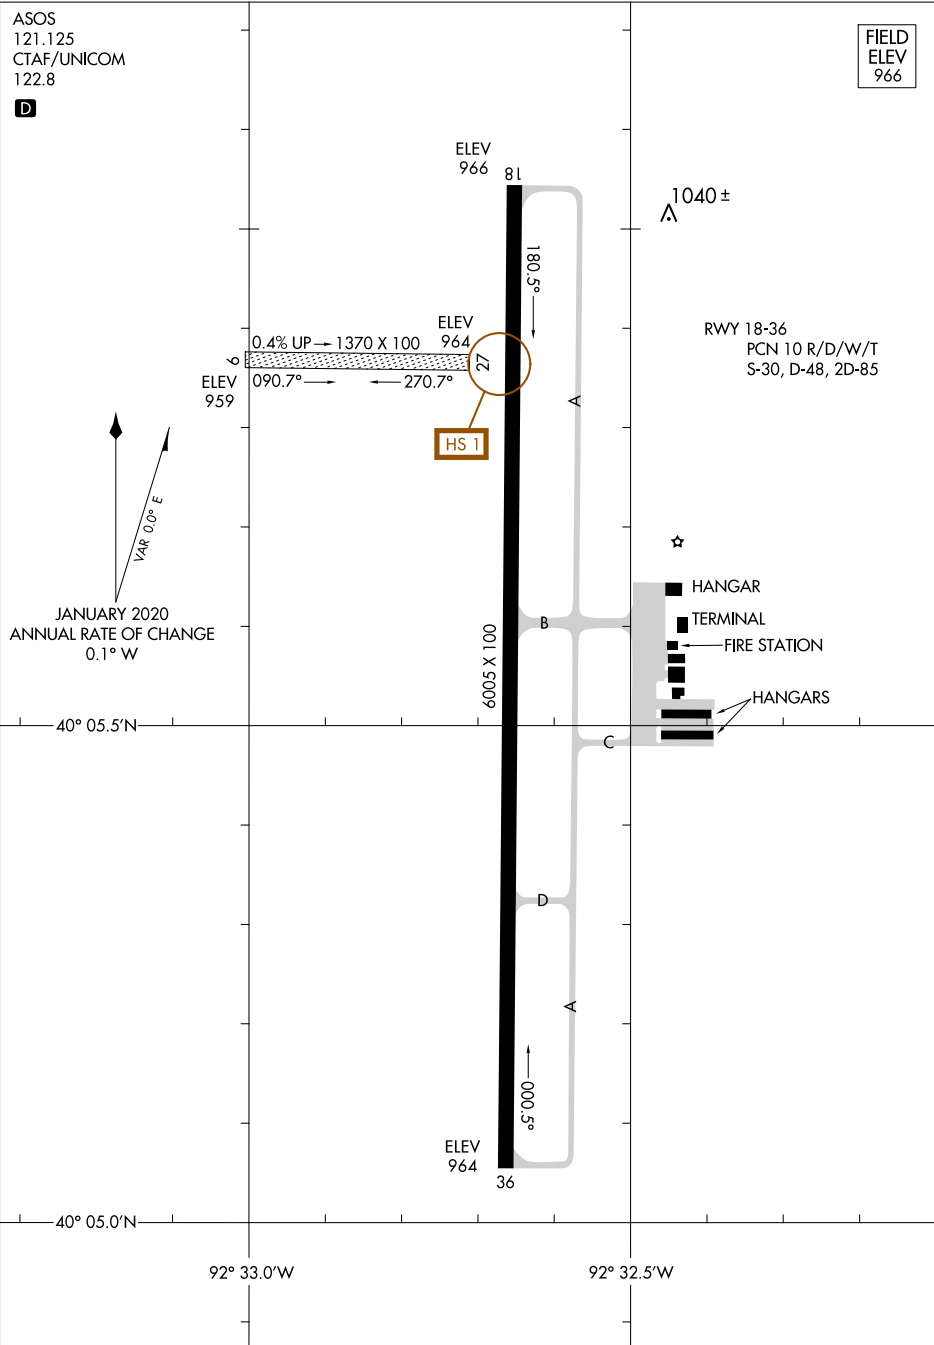 ASOS
121.125
CTAF/UNICOM
122.8
D
FIELD
ELEV
966
ELEV
966
18
1040 ±
180.5°
RWY 18-36
PCN 10 R/D/W/T
S-30, D-48, 2D-85
ELEV
964
0.4% UP
1370 X 100
9
27
090.7°
270.7°
ELEV
959
A
HS 1
VAR 0.0° E
JANUARY 2020
ANNUAL RATE OF CHANGE
0.1° W
HANGAR
TERMINAL
FIRE STATION
HANGARS
B
6005 X 100
40° 05.5'N
C
D
A
000.5°
ELEV
964
36
40° 05.0'N
92° 33.0'W
92° 32.5'W